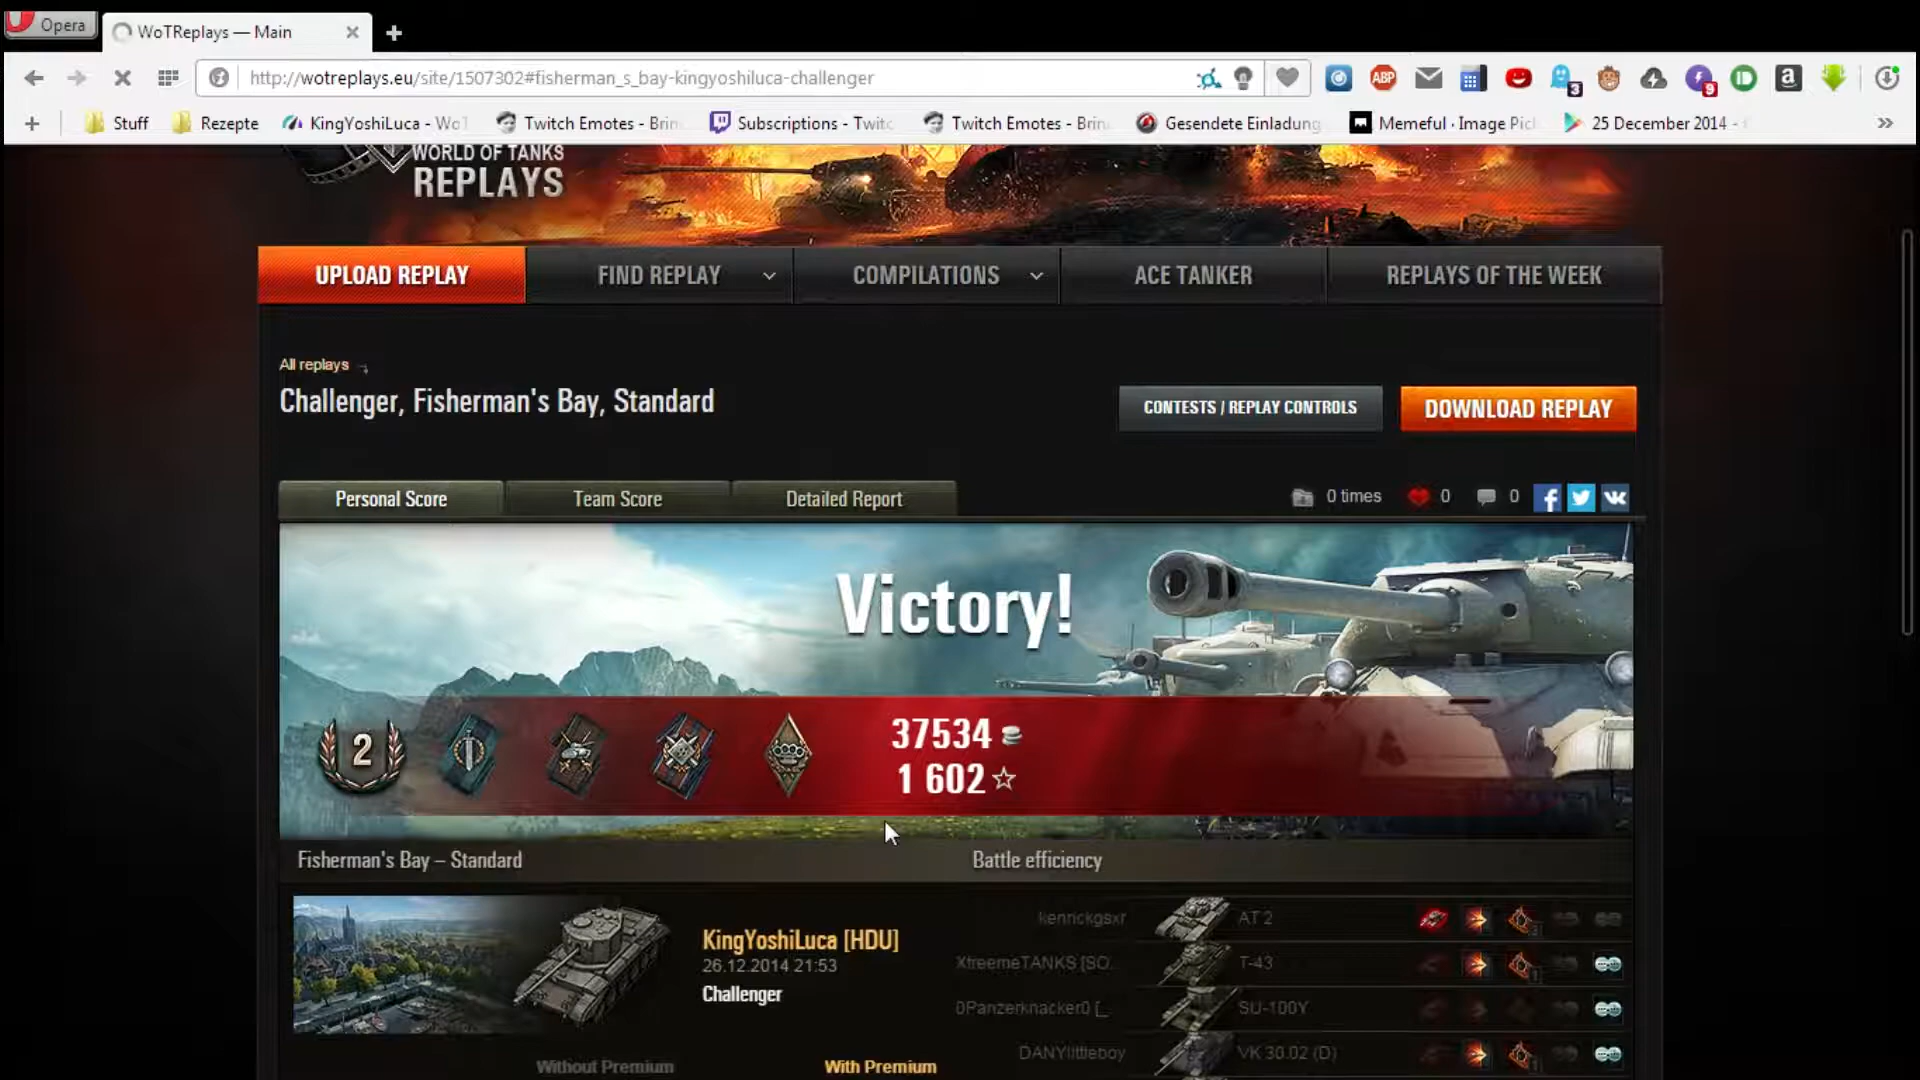 Opera
WoTReplays — Main
http://wotreplays.eu/site/1507302#fisherman_s_bay-kingyoshiluca-challenger
ABP
3
9
a
Stuff
Rezepte
KingYoshiLuca - Wo
Twitch Emotes - Brin
Subscriptions - Twitc
Twitch Emotes - Brin
Gesendete Einladung
Memeful - Image Pic
25 December 2014 -
WORLD OF TANKS
REPLAYS
UPLOAD REPLAY
FIND REPLAY
COMPILATIONS
ACE TANKER
REPLAYS OF THE WEEK
All replays
Challenger, Fisherman's Bay, Standard
CONTESTS / REPLAY CONTROLS
DOWNLOAD REPLAY
Personal Score
Team Score
Detailed Report
0 times
0
0
Victory!
2
37534
1 602
Fisherman's Bay – Standard
Battle efficiency
KingYoshiLuca [HDU]
26.12.2014 21:53
Challenger
kenrickgsxr
AT 2
XtreemeTANKS [SO.
T-43
0Panzerknacker0 [_
SU-100Y
DANYlittleboy
VK 30.02 (D)
Without Premium
With Premium